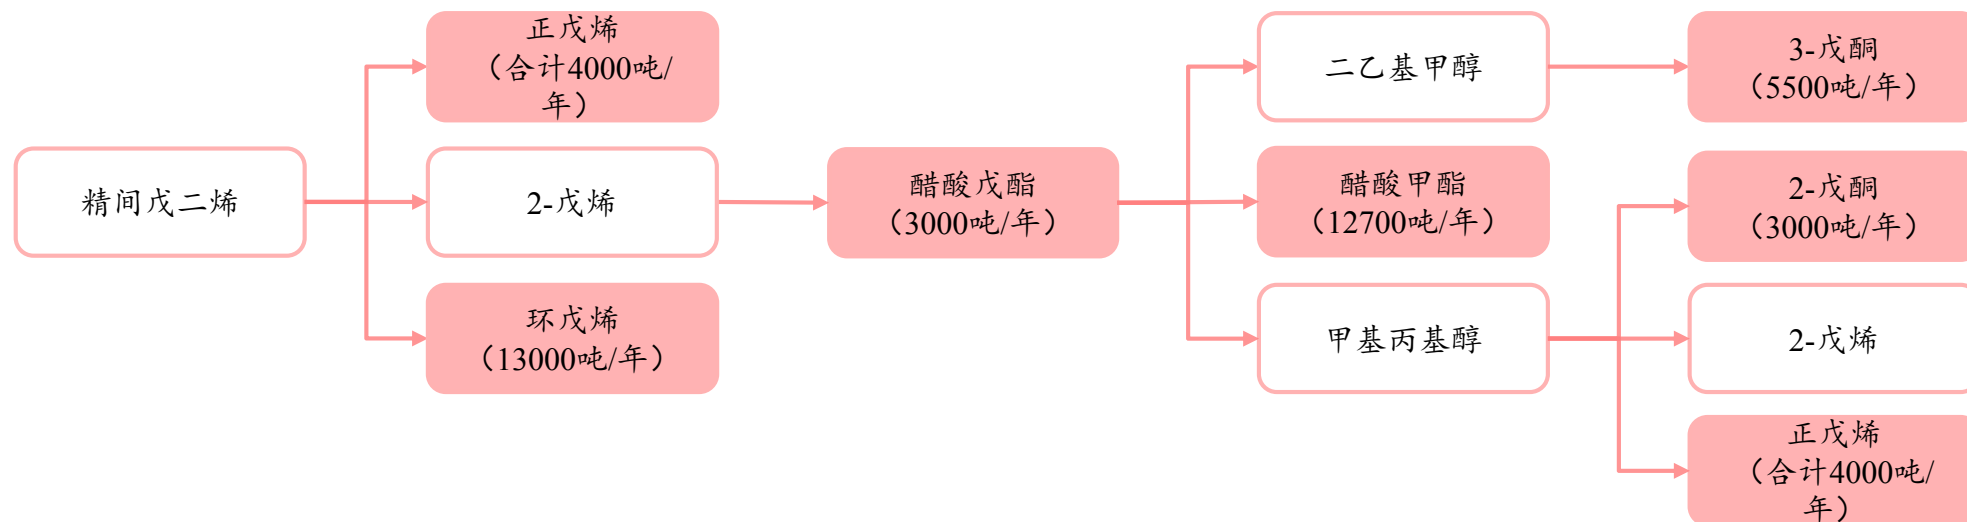 正戊烯
（合计4000吨/
年）
精间戊二烯
2-戊烯
环戊烯
（13000吨/年）
醋酸戊酯
（3000吨/年）
二乙基甲醇
醋酸甲酯
（12700吨/年）
甲基丙基醇
3-戊酮
（5500吨/年）
2-戊酮
（3000吨/年）
2-戊烯
正戊烯
（合计4000吨/
年）